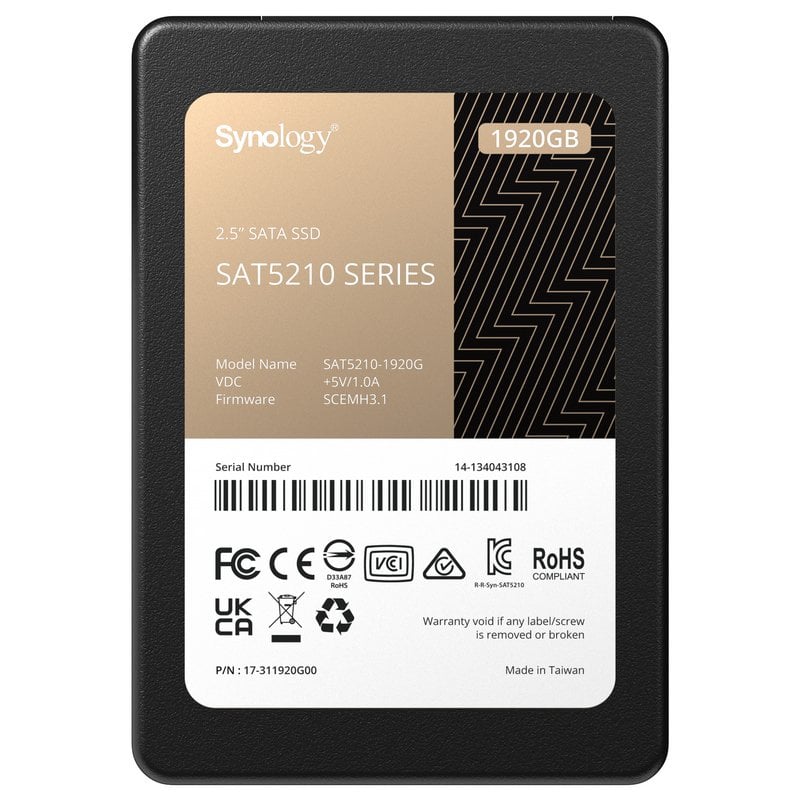 Synology®
1920GB
2.5” SATA SSD
SAT5210 SERIES
Model Name SAT5210-1920G
VDC +5V/1.0A
Firmware SCEMH3.1
Serial Number 14-134043108
FC CE D33A87 RoHS VCI R-R-Syn-SAT5210 RoHS COMPLIANT
UK CA
Warranty void if any label/screw
is removed or broken
P/N : 17-311920G00 Made in Taiwan